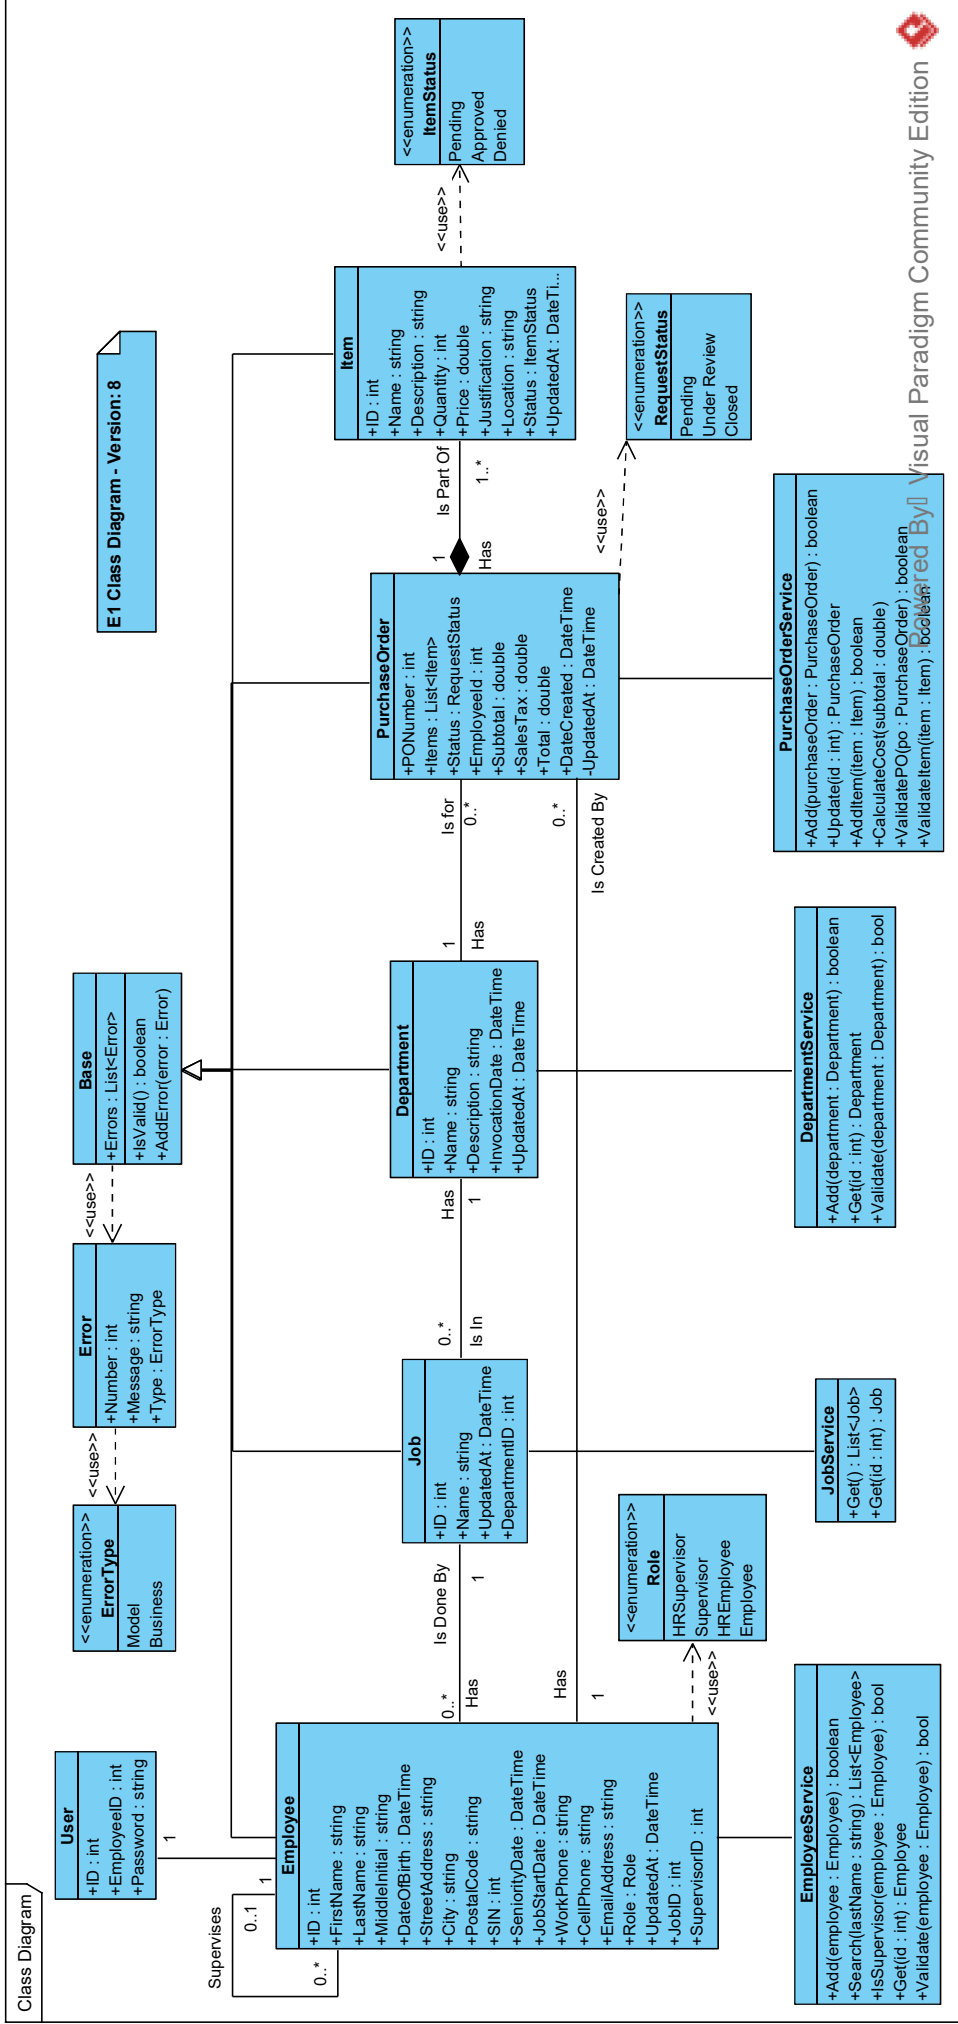 Class Diagram
E1 Class Diagram - Version: 8
User
+ID : int
+EmployeeID : int
+Password : string
1
1
<<enumeration>>
ErrorType
Model
Business
<<use>>
Error
+Number : int
+Message : string
+Type : ErrorType
<<use>>
Base
+Errors : List<Error>
+IsValid() : boolean
+AddError(error : Error)
Supervises
0..1
0..*
Employee
+ID : int
+FirstName : string
+LastName : string
+MiddleInitial : string
+DateOfBirth : DateTime
+StreetAddress : string
+City : string
+PostalCode : string
+SIN : int
+SeniorityDate : DateTime
+JobStartDate : DateTime
+WorkPhone : string
+CellPhone : string
+EmailAddress : string
+Role : Role
+UpdatedAt : DateTime
+JobID : int
+SupervisorID : int
0..*
Has
Is Done By
1
Job
+ID : int
+Name : string
+UpdatedAt : DateTime
+DepartmentID : int
0..*
Is In
Has
1
Department
+ID : int
+Name : string
+Description : string
+InvocationDate : DateTime
+UpdatedAt : DateTime
1
Has
Is for
0..*
PurchaseOrder
+PONumber : int
+Items : List<Item>
+Status : RequestStatus
+EmployeeId : int
+Subtotal : double
+SalesTax : double
+Total : double
+DateCreated : DateTime
-UpdatedAt : DateTime
1
Has
Is Part Of
1..*
Item
+ID : int
+Name : string
+Description : string
+Quantity : int
+Price : double
+Justification : string
+Location : string
+Status : ItemStatus
+UpdatedAt : DateTi...
<<use>>
<<enumeration>>
ItemStatus
Pending
Approved
Denied
Has
1
0..*
Is Created By
<<use>>
<<enumeration>>
Role
HRSupervisor
Supervisor
HREmployee
Employee
<<use>>
<<enumeration>>
RequestStatus
Pending
Under Review
Closed
EmployeeService
+Add(employee : Employee) : boolean
+Search(lastName : string) : List<Employee>
+IsSupervisor(employee : Employee) : bool
+Get(id : int) : Employee
+Validate(employee : Employee) : bool
JobService
+Get() : List<Job>
+Get(id : int) : Job
DepartmentService
+Add(department : Department) : boolean
+Get(id : int) : Department
+Validate(department : Department) : bool
PurchaseOrderService
+Add(purchaseOrder : PurchaseOrder) : boolean
+Update(id : int) : PurchaseOrder
+AddItem(item : Item) : boolean
+CalculateCost(subtotal : double)
+ValidatePO(po : PurchaseOrder) : boolean
+ValidateItem(item : Item) : boolean
Powered By Visual Paradigm Community Edition